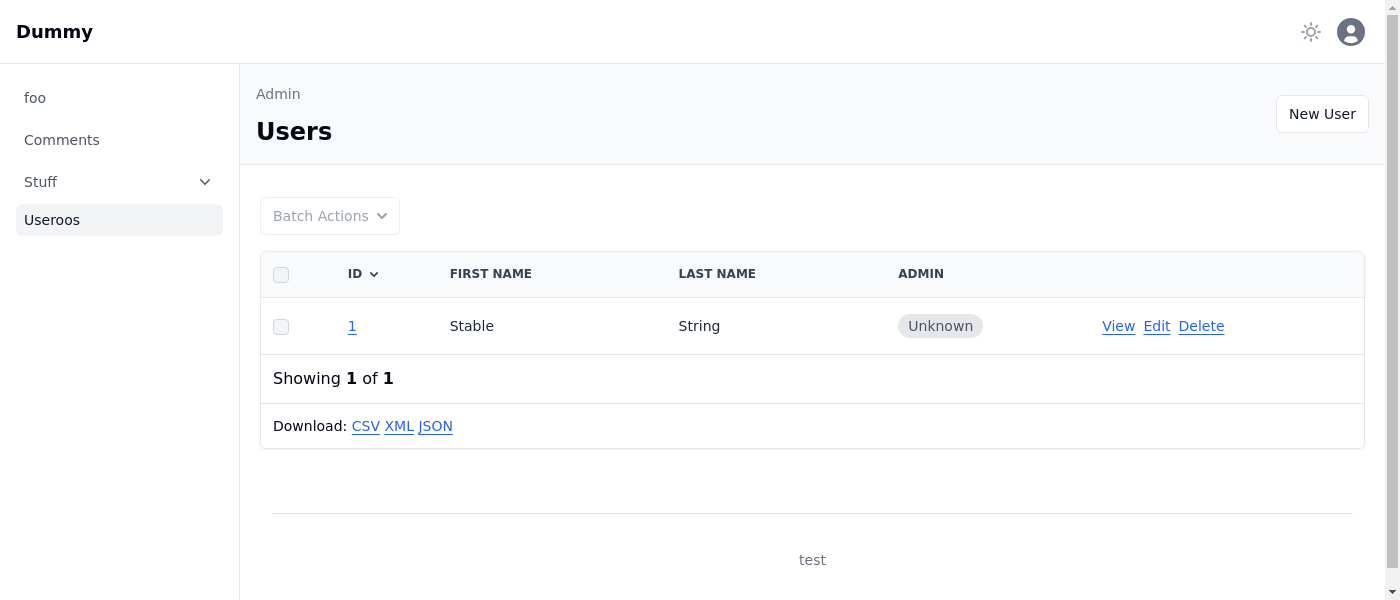 Dummy
foo
Comments
Stuff
Useroos
Admin
Users
New User
Batch Actions
ID FIRST NAME LAST NAME ADMIN
1 Stable String Unknown View Edit Delete
Showing 1 of 1
Download: CSV XML JSON
test